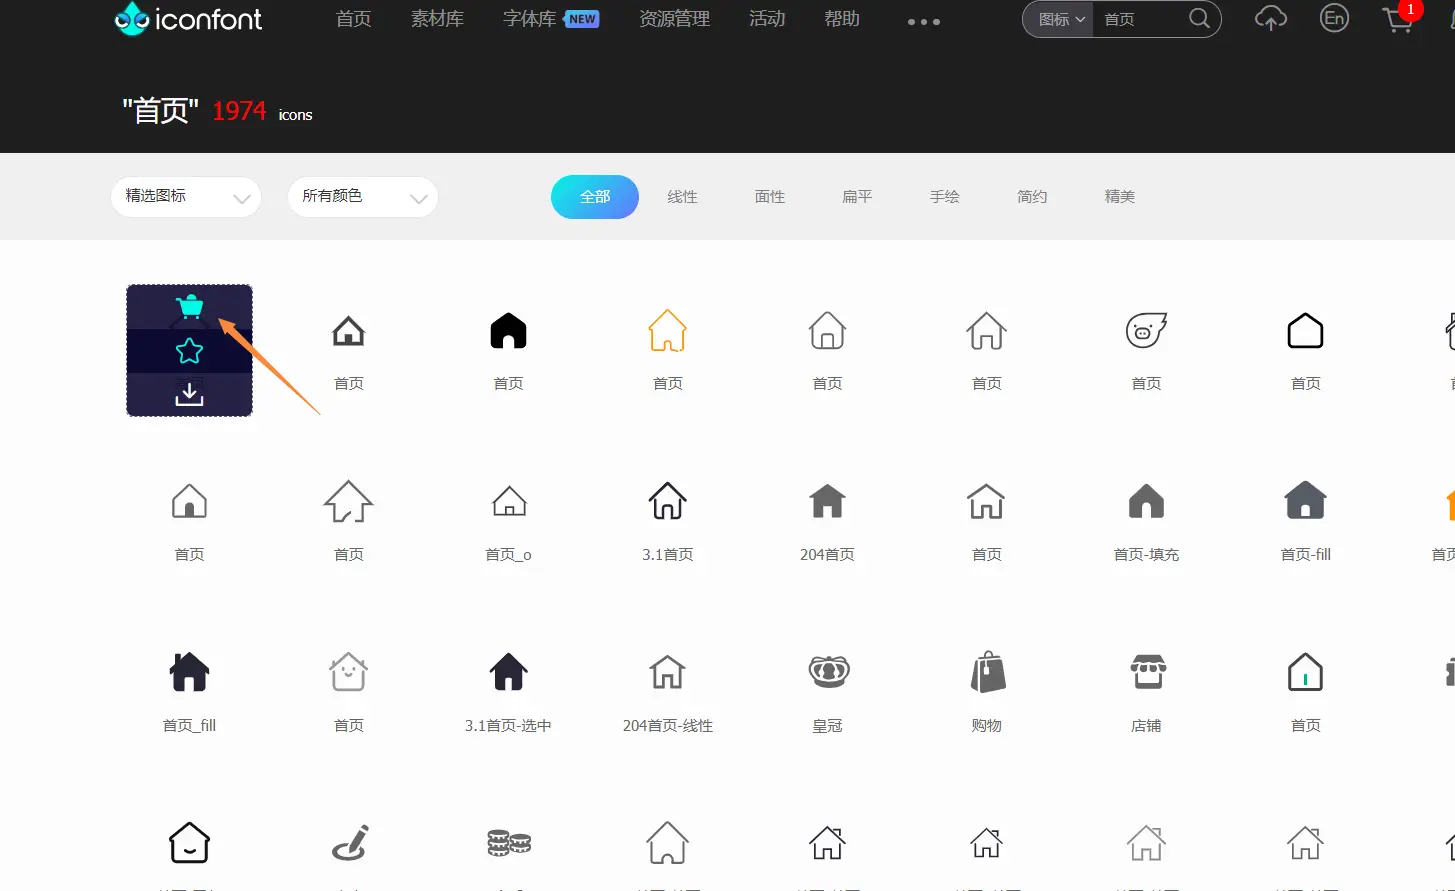 iconfont 首页 素材库 字体库 NEW 资源管理 活动 帮助 ••• 图标 首页 En 1
"首页" 1974 icons
精选图标 所有颜色 全部 线性 面性 扁平 手绘 简约 精美
首页 首页 首页 首页 首页 首页 首页
首页 首页 首页_o 3.1首页 204首页 首页 首页-填充 首页-fill
首页_fill 首页 3.1首页-选中 204首页-线性 皇冠 购物 店铺 首页